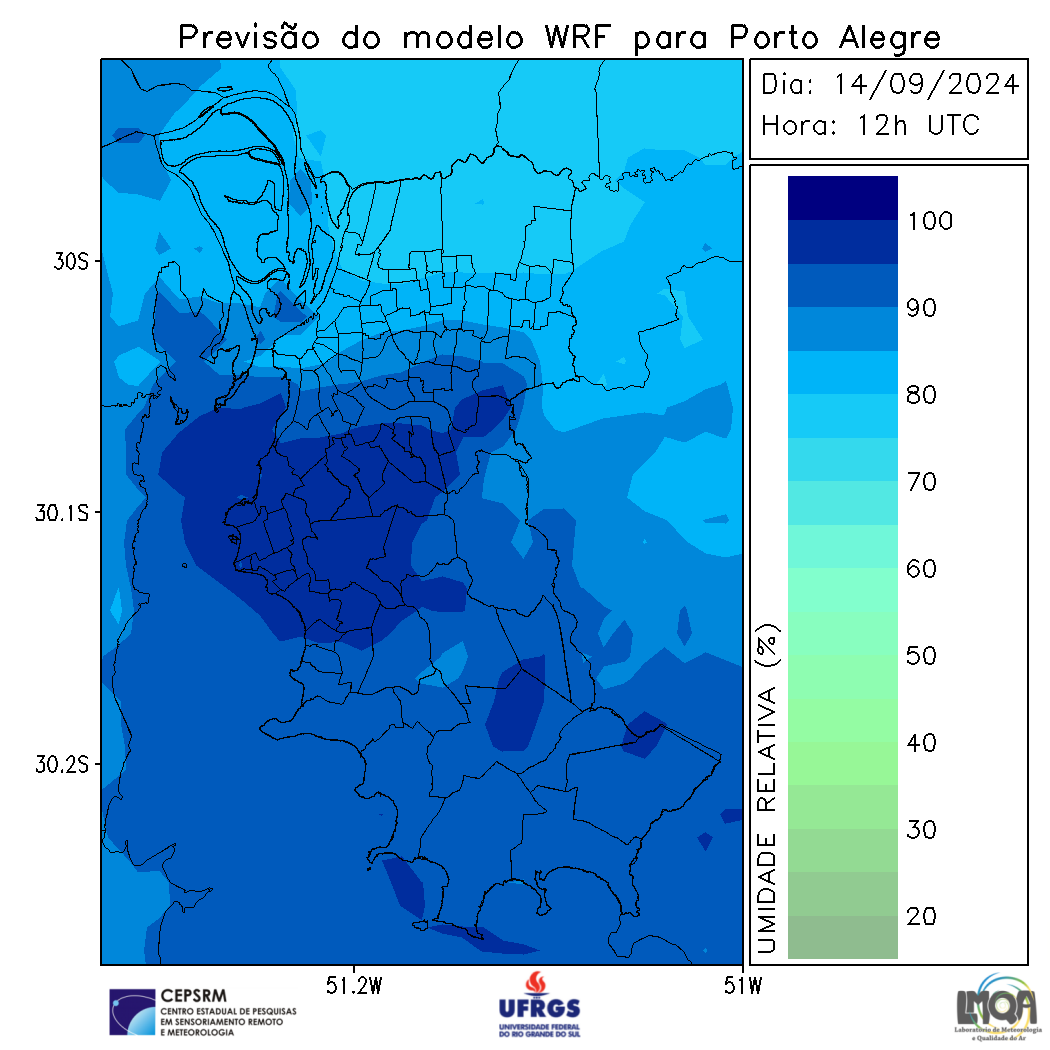 Previsão do modelo WRF para Porto Alegre
Dia: 14/09/2024
Hora: 12h UTC
30S
30.1S
30.2S
51.2W
51W
100
90
80
70
60
50
40
30
20
UMIDADE RELATIVA (%)
CEPSRM
CENTRO ESTADUAL DE PESQUISAS
EM SENSORIAMENTO REMOTO
E METEOROLOGIA
UFRGS
UNIVERSIDADE FEDERAL
DO RIO GRANDE DO SUL
LMQA
Laboratório de Meteorologia
e Qualidade do Ar